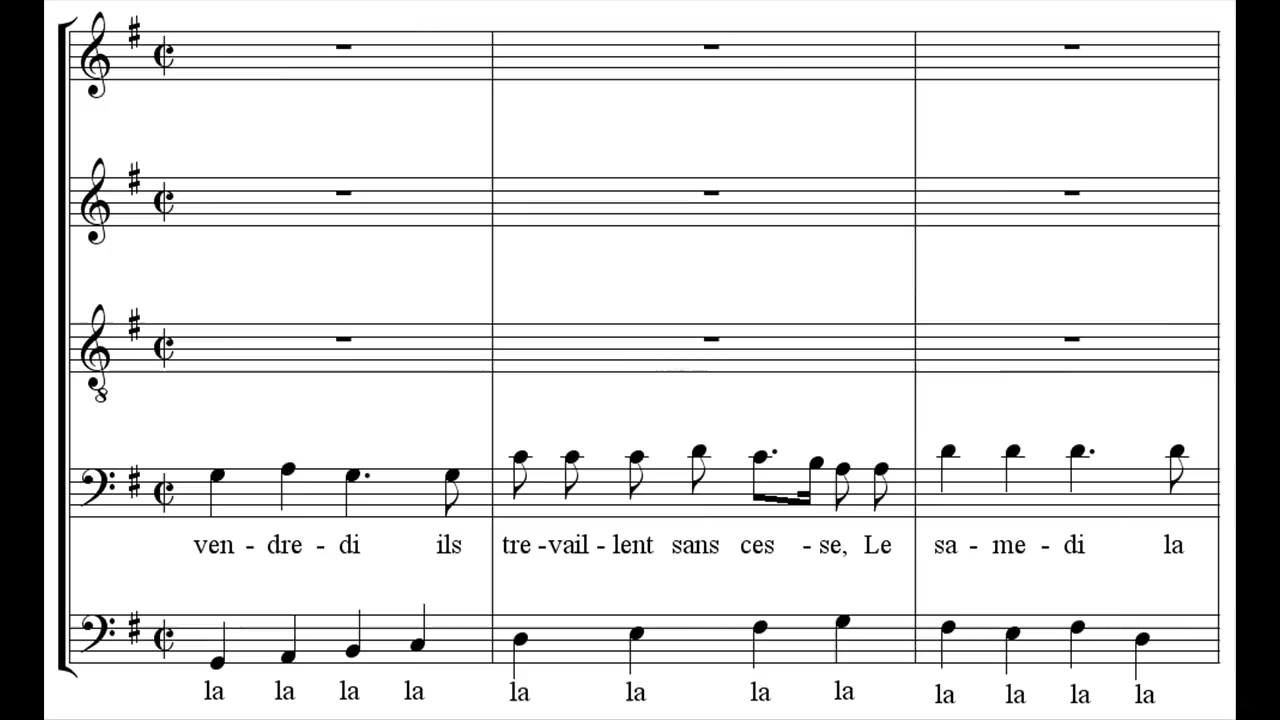 8
ven - dre - di ils tre -vail - lent sans ces - se, Le sa - me - di la
la la la la la la la la la la la la